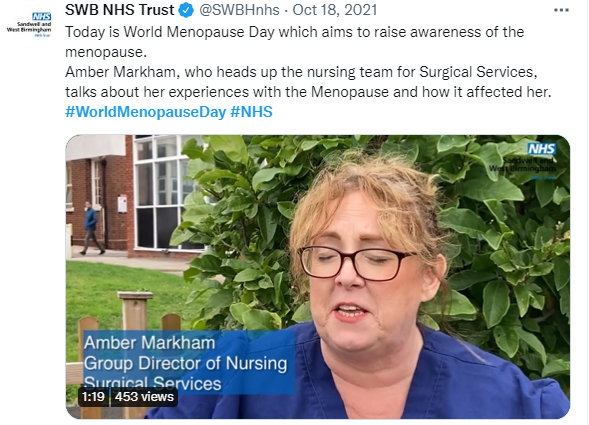 NHS
Sandwell and
West Birmingham
NHS Trust
SWB NHS Trust @SWBHnhs · Oct 18, 2021
Today is World Menopause Day which aims to raise awareness of the
menopause.
Amber Markham, who heads up the nursing team for Surgical Services,
talks about her experiences with the Menopause and how it affected her.
#WorldMenopauseDay #NHS
NHS
Sandwell and
West Birmingham
Amber Markham
Group Director of Nursing
Surgical Services
1:19 453 views